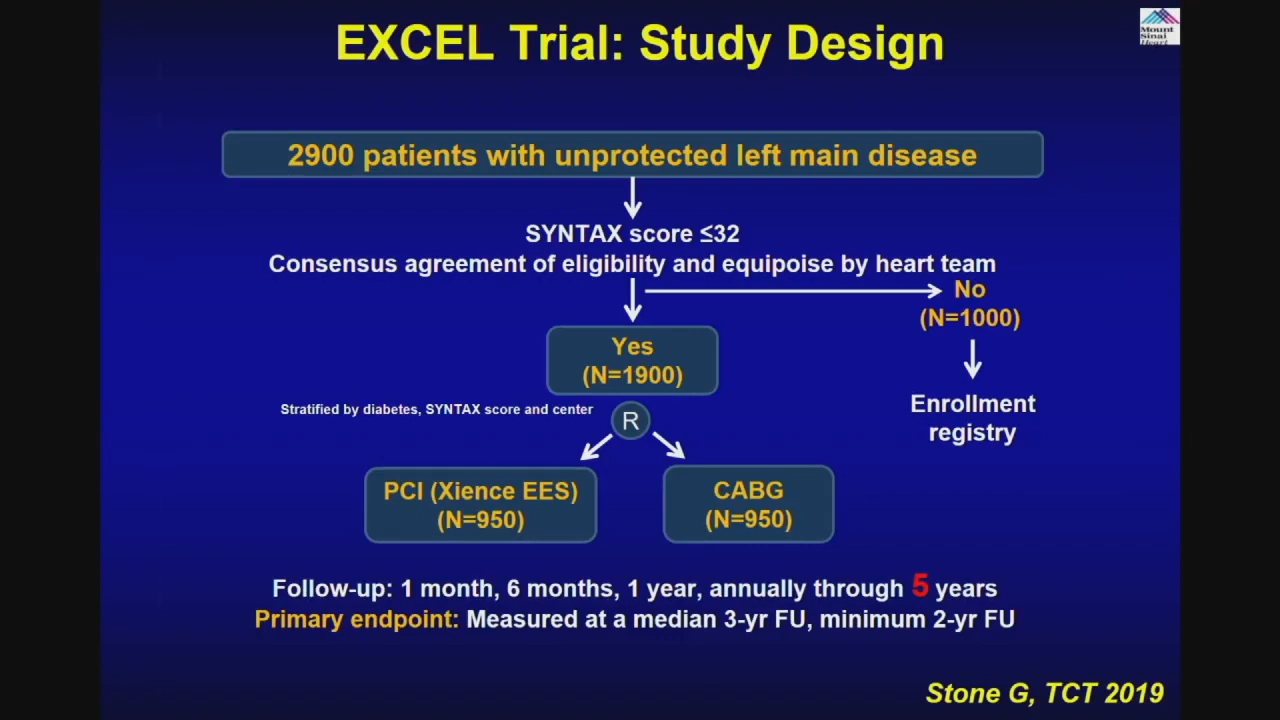 EXCEL Trial: Study Design
Mount
Sinai
Heart
2900 patients with unprotected left main disease
SYNTAX score ≤32
Consensus agreement of eligibility and equipoise by heart team
No
(N=1000)
Yes
(N=1900)
Enrollment
registry
Stratified by diabetes, SYNTAX score and center
R
PCI (Xience EES)
(N=950)
CABG
(N=950)
Follow-up: 1 month, 6 months, 1 year, annually through 5 years
Primary endpoint: Measured at a median 3-yr FU, minimum 2-yr FU
Stone G, TCT 2019